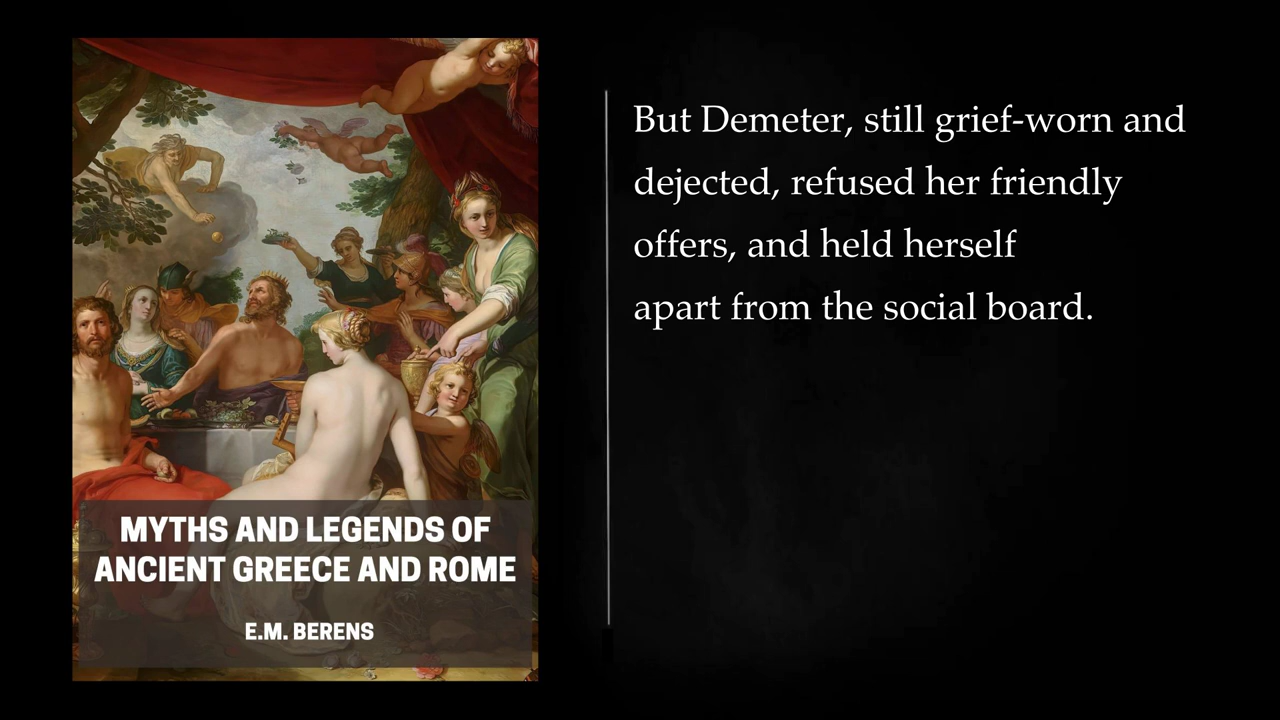 MYTHS AND LEGENDS OF
ANCIENT GREECE AND ROME
E.M. BERENS
But Demeter, still grief-worn and
dejected, refused her friendly
offers, and held herself
apart from the social board.